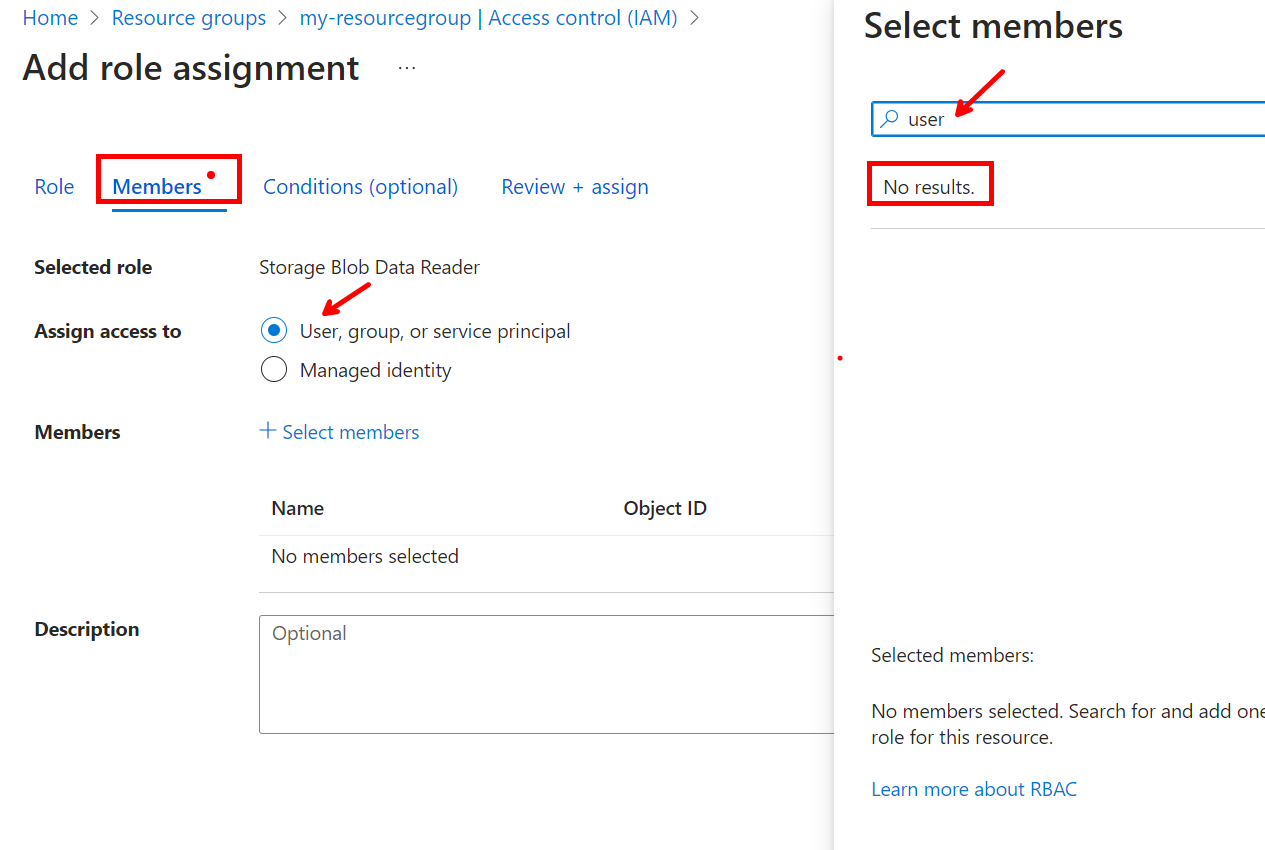 Home > Resource groups > my-resourcegroup | Access control (IAM) >
Add role assignment ...
Role Members Conditions (optional) Review + assign
Selected role Storage Blob Data Reader
Assign access to User, group, or service principal
Managed identity
Members + Select members
Name Object ID
No members selected
Description Optional
Select members
user
No results.
Selected members:
No members selected. Search for and add one
role for this resource.
Learn more about RBAC